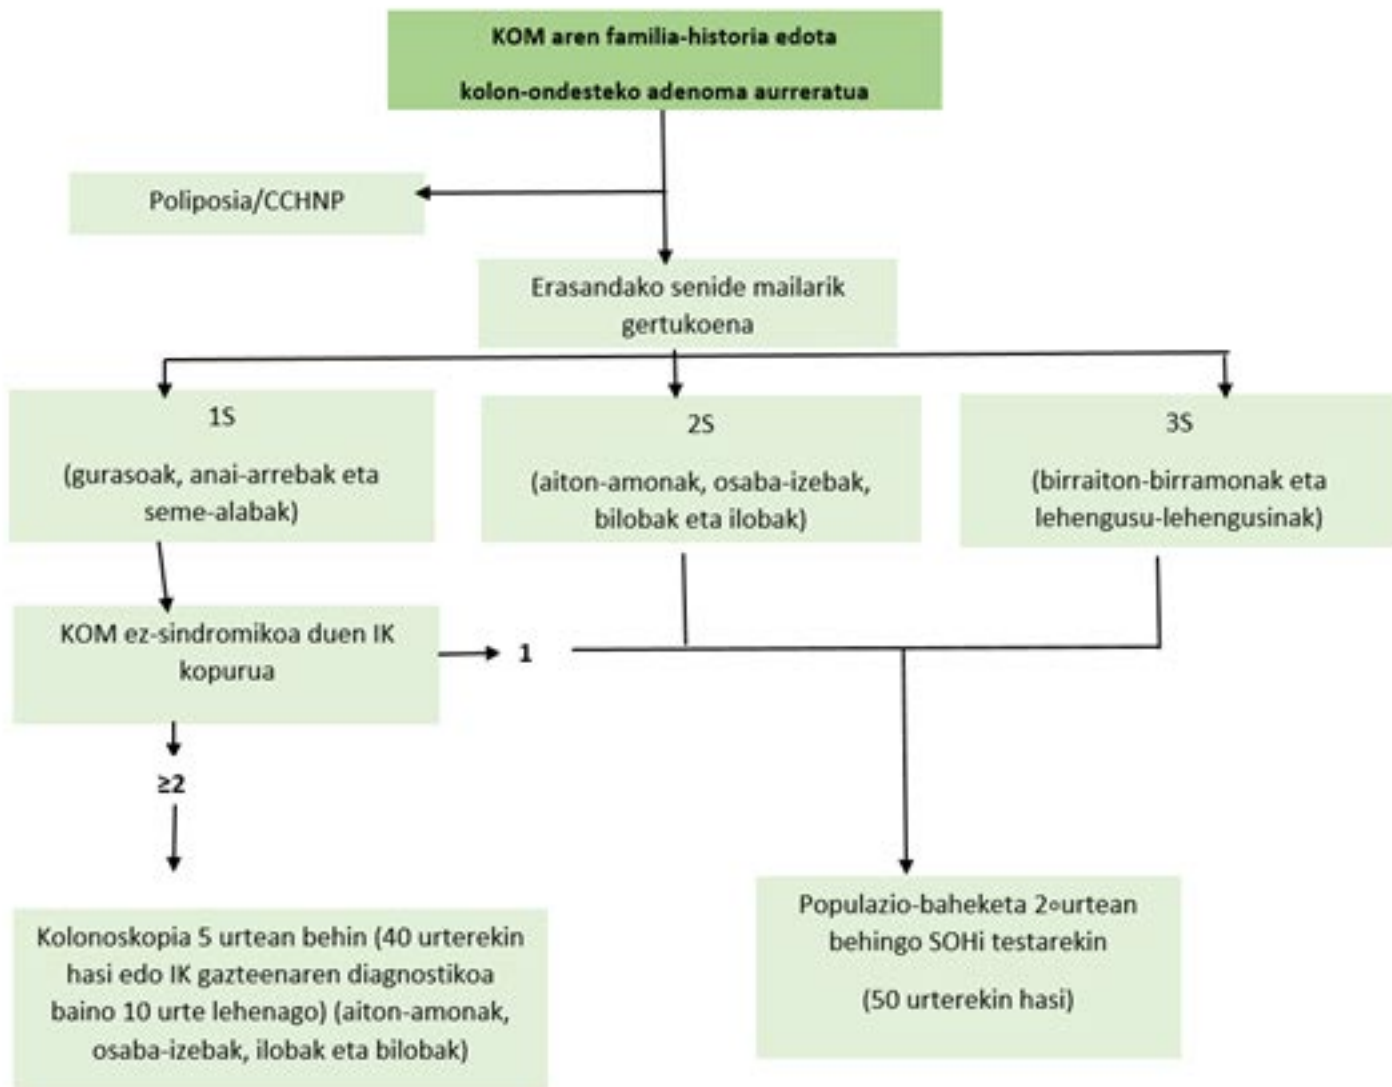 KOM aren familia-historia edota
kolon-ondesteko adenoma aurreratua
Poliposia/CCHNP
Erasandako senide mailarik
gertukoena
1S
(gurasoak, anai-arrebak eta
seme-alabak)
2S
(aiton-amonak, osaba-izebak,
bilobak eta ilobak)
3S
(birraiton-birramonak eta
lehengusu-lehengusinak)
KOM ez-sindromikoa duen IK
kopurua
1
≥2
Kolonoskopia 5 urtean behin (40 urterekin
hasi edo IK gazteenaren diagnostikoa
baino 10 urte lehenago) (aiton-amonak,
osaba-izebak, ilobak eta bilobak)
Populazio-baheketa 2∘urtean
behingo SOHi testarekin
(50 urterekin hasi)